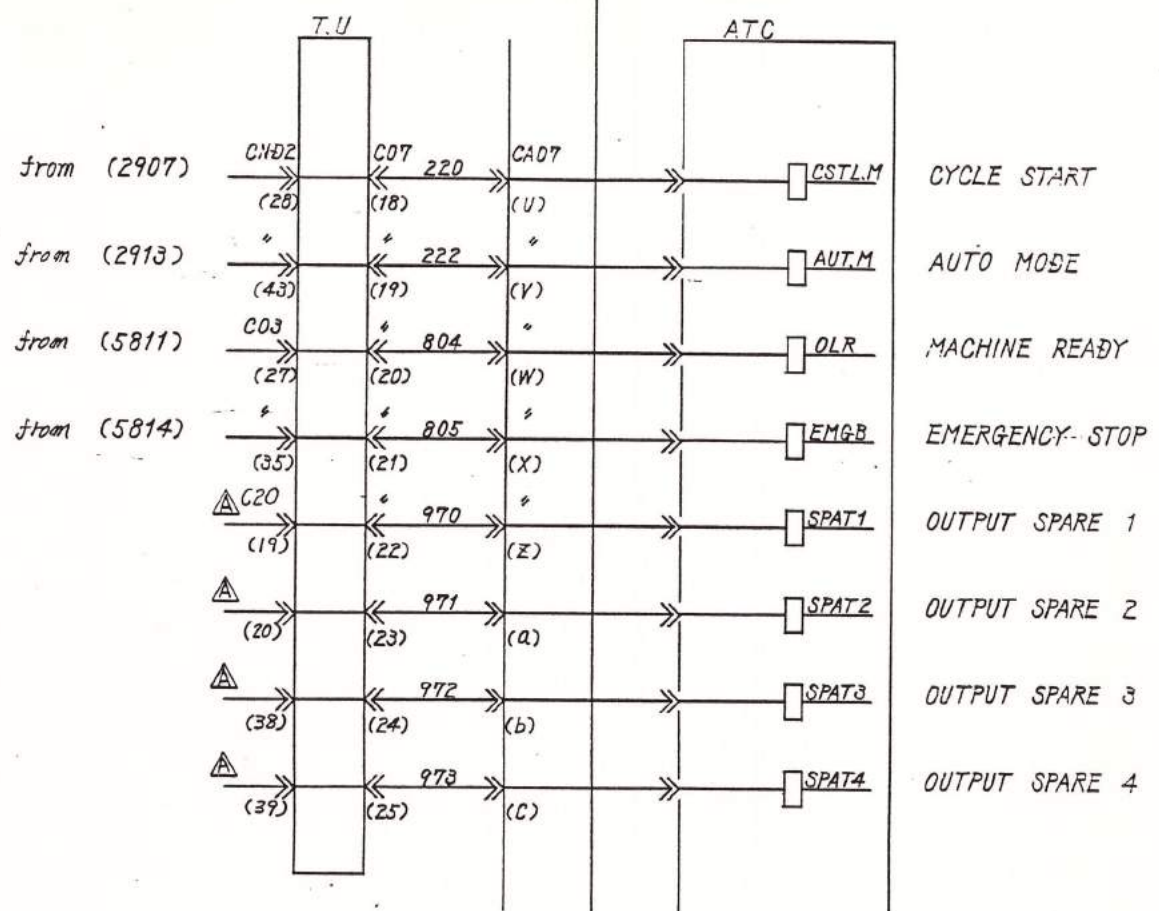 T.U ATC
from (2907) CND2 C07 220 CA07 CSTL.M CYCLE START
(28) (18) (U)
from (2913) " " 222 " AUT.M AUTO MODE
(43) (19) (V)
from (5811) C03 " 804 " OLR MACHINE READY
(27) (20) (W)
from (5814) " " 805 " EMGB EMERGENCY STOP
(35) (21) (X)
A C20 " 970 " SPAT1 OUTPUT SPARE 1
(19) (22) (Z)
A 971 SPAT2 OUTPUT SPARE 2
(20) (23) (a)
A 972 SPAT3 OUTPUT SPARE 3
(38) (24) (b)
A 973 SPAT4 OUTPUT SPARE 4
(39) (25) (C)